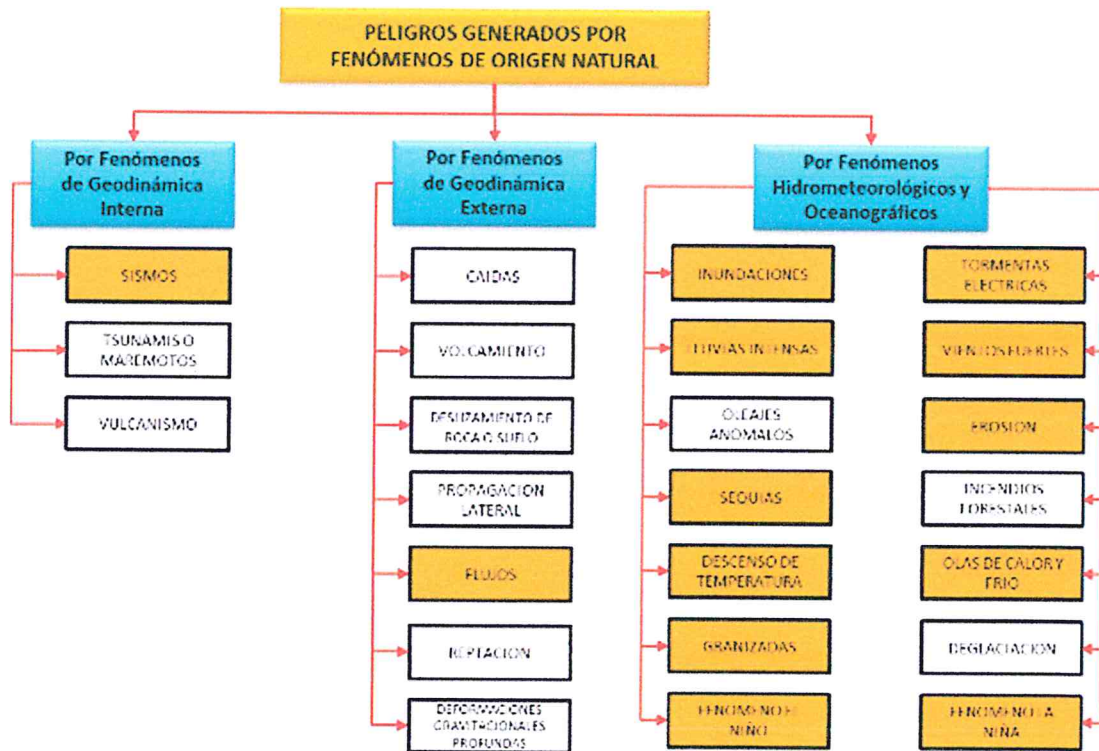 PELIGROS GENERADOS POR
FENÓMENOS DE ORIGEN NATURAL
Por Fenómenos
de Geodinámica
Interna
SISMOS
TSUNAMIS O
MAREMOTOS
VULCANISMO
Por Fenómenos
de Geodinámica
Externa
CAIDAS
VOLCAMIENTO
DESLIZAMIENTO DE
ROCA O SUELO
PROPAGACION
LATERAL
FLUJOS
REPTACION
DEFORMACIONES
GRAVITACIONALES
PROFUNDAS
Por Fenómenos
Hidrometeorológicos y
Oceanográficos
INUNDACIONES
LLUVIAS INTENSAS
OLEAJES
ANOMALOS
SEQUIAS
DESCENSO DE
TEMPERATURA
GRANIZADAS
FENOMENO EL
NIÑO
TORMENTAS
ELECTRICAS
VIENTOS FUERTES
EROSION
INCENDIOS
FORESTALES
OLAS DE CALOR Y
FRIO
DEGLACIACION
FENOMENO LA
NIÑA